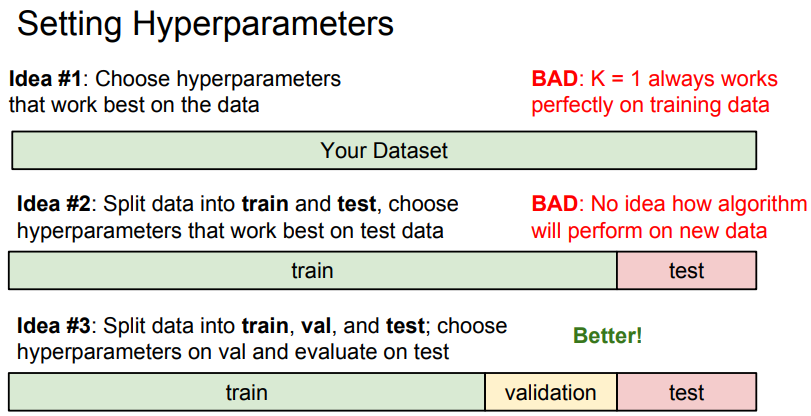 Setting Hyperparameters
Idea #1: Choose hyperparameters
that work best on the data
BAD: K = 1 always works
perfectly on training data
Your Dataset
Idea #2: Split data into train and test, choose
hyperparameters that work best on test data
BAD: No idea how algorithm
will perform on new data
train
test
Idea #3: Split data into train, val, and test; choose
hyperparameters on val and evaluate on test
Better!
train
validation
test